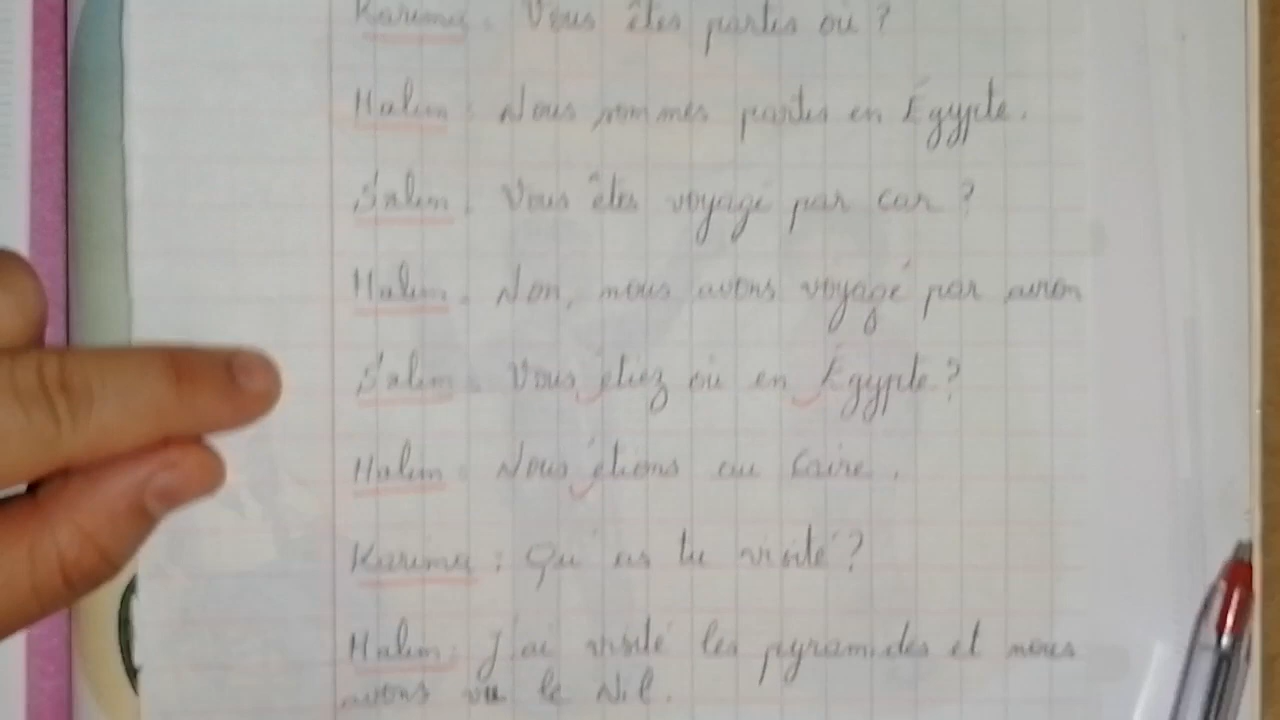 Karima : Vous êtes partis où ?
Halim : Nous sommes partis en Égypte.
Salim : Vous êtes voyagé par car ?
Halim : Non, nous avons voyagé par avion
Salim : Vous étiez où en Égypte ?
Halim : Nous étions au Caire.
Karima : Qu'as tu visité ?
Halim : J'ai visité les pyramides et nous
avons vu le Nil.